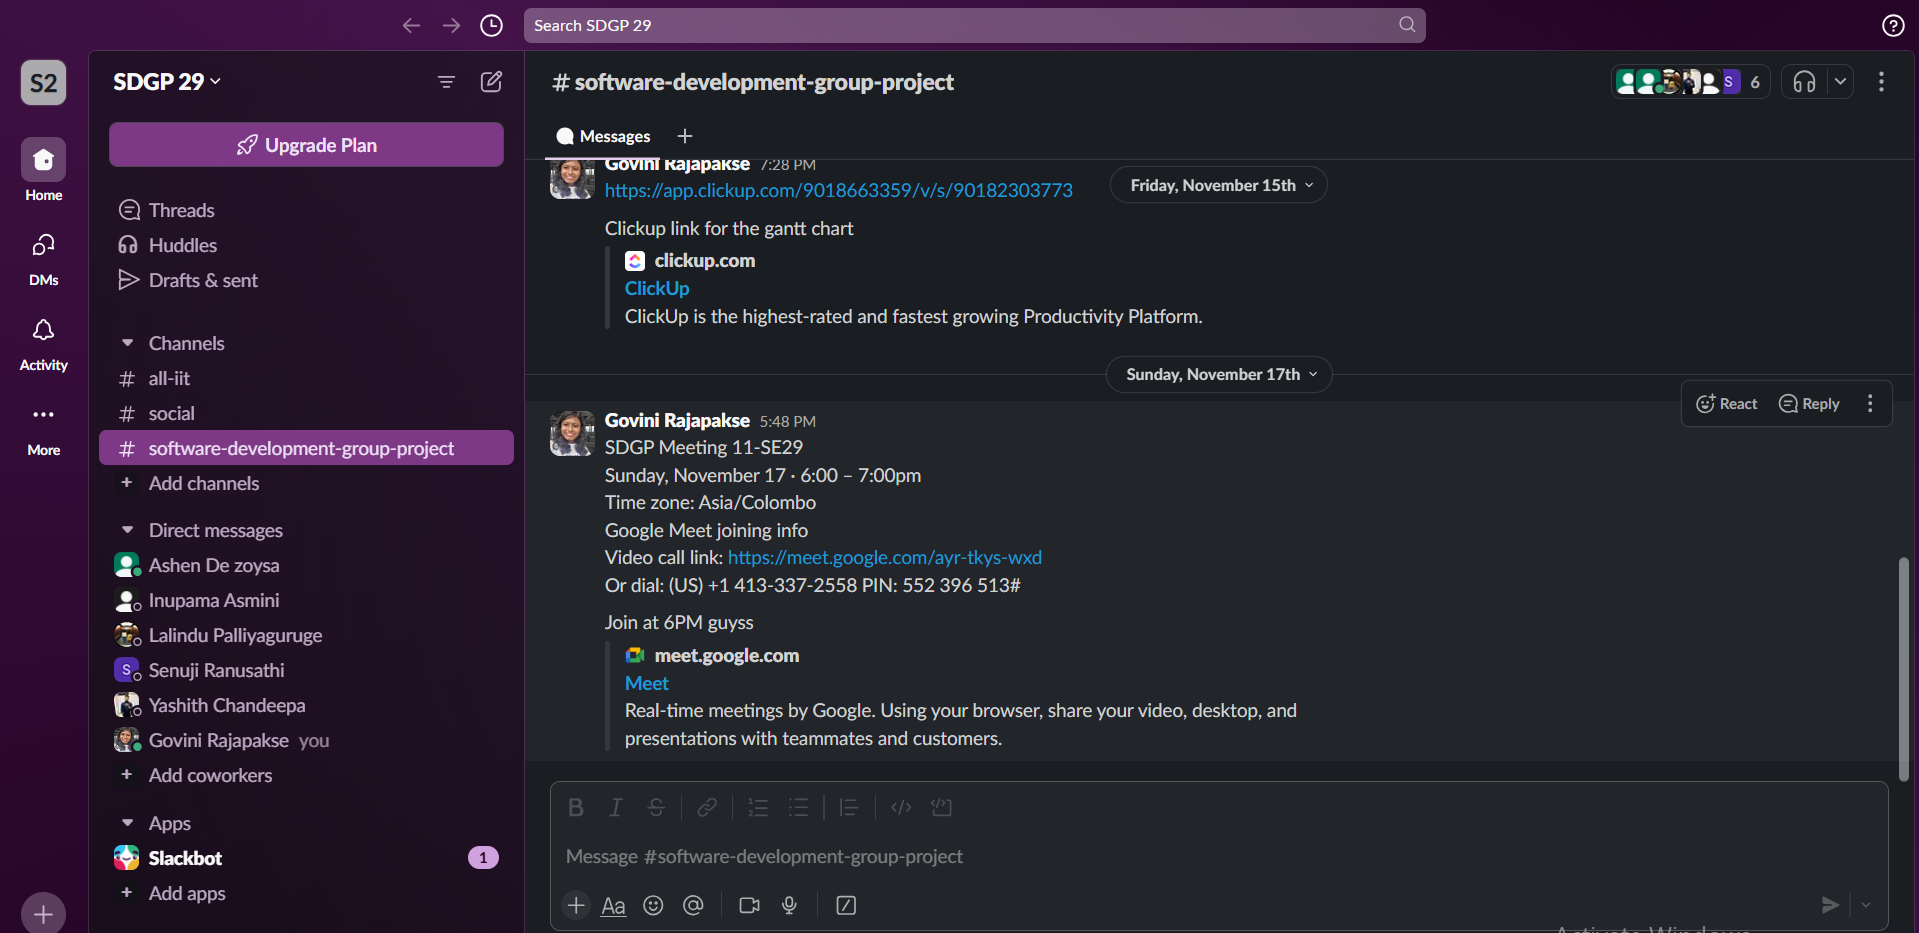 Search SDGP 29
S2
Home
DMs
Activity
More
SDGP 29
Upgrade Plan
Threads
Huddles
Drafts & sent
Channels
# all-iit
# social
# software-development-group-project
+ Add channels
Direct messages
Ashen De zoysa
Inupama Asmini
Lalindu Palliyaguruge
S Senuji Ranusathi
Yashith Chandeepa
Govini Rajapakse you
+ Add coworkers
Apps
Slackbot 1
+ Add apps
# software-development-group-project
S 6
Messages +
Govini Rajapakse 7:28 PM
Friday, November 15th
https://app.clickup.com/9018663359/v/s/90182303773
Clickup link for the gantt chart
clickup.com
ClickUp
ClickUp is the highest-rated and fastest growing Productivity Platform.
Sunday, November 17th
React Reply
Govini Rajapakse 5:48 PM
SDGP Meeting 11-SE29
Sunday, November 17 · 6:00 – 7:00pm
Time zone: Asia/Colombo
Google Meet joining info
Video call link: https://meet.google.com/ayr-tkys-wxd
Or dial: (US) +1 413-337-2558 PIN: 552 396 513#
Join at 6PM guyss
meet.google.com
Meet
Real-time meetings by Google. Using your browser, share your video, desktop, and
presentations with teammates and customers.
B I S
Message #software-development-group-project
+ Aa @
Activate Windows